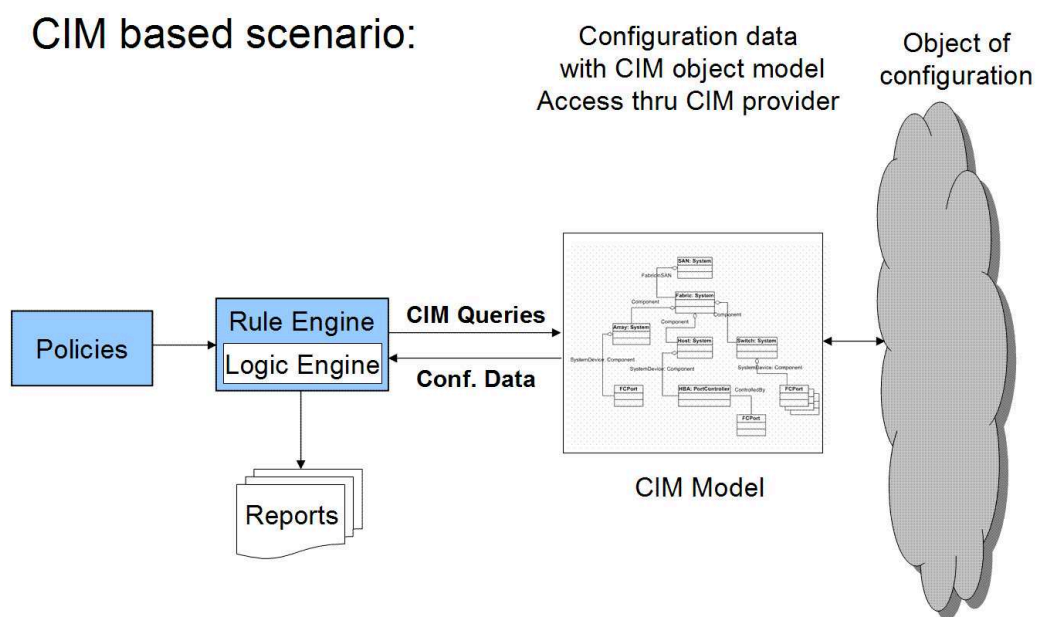 CIM based scenario:
Configuration data
with CIM object model
Access thru CIM provider
Object of
configuration
Policies
Rule Engine
Logic Engine
CIM Queries
Conf. Data
Reports
SAN: System
FabricInSAN
Fabric: System
Component
Component
Component
Array: System
Host: System
Switch: System
SystemDevice: Component
SystemDevice: Component
SystemDevice: Component
FCPort
HBA: PortController
ControlledBy
FCPort
FCPort
CIM Model